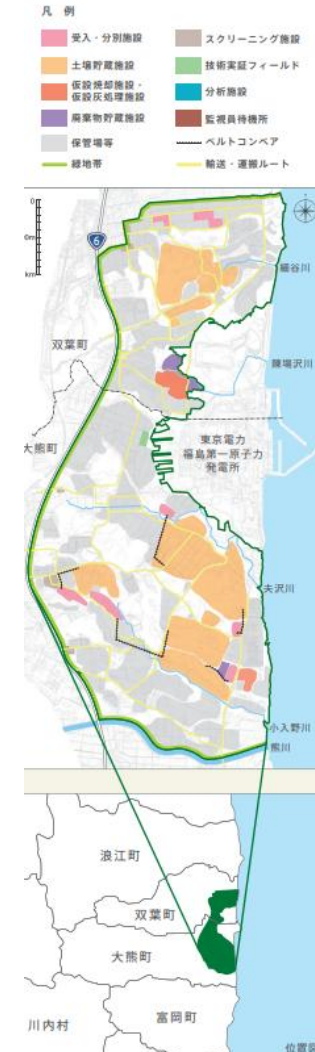 凡 例
受入・分別施設
スクリーニング施設
土壌貯蔵施設
技術実証フィールド
仮設焼却施設・
仮設灰処理施設
分析施設
廃棄物貯蔵施設
監視員待機所
保管場等
ベルトコンベア
緑地帯
輸送・運搬ルート
0
6
細谷川
双葉町
陳場沢川
大熊町
東京電力
福島第一原子力
発電所
夫沢川
小入野川
熊川
浪江町
双葉町
大熊町
富岡町
川内村
位置図